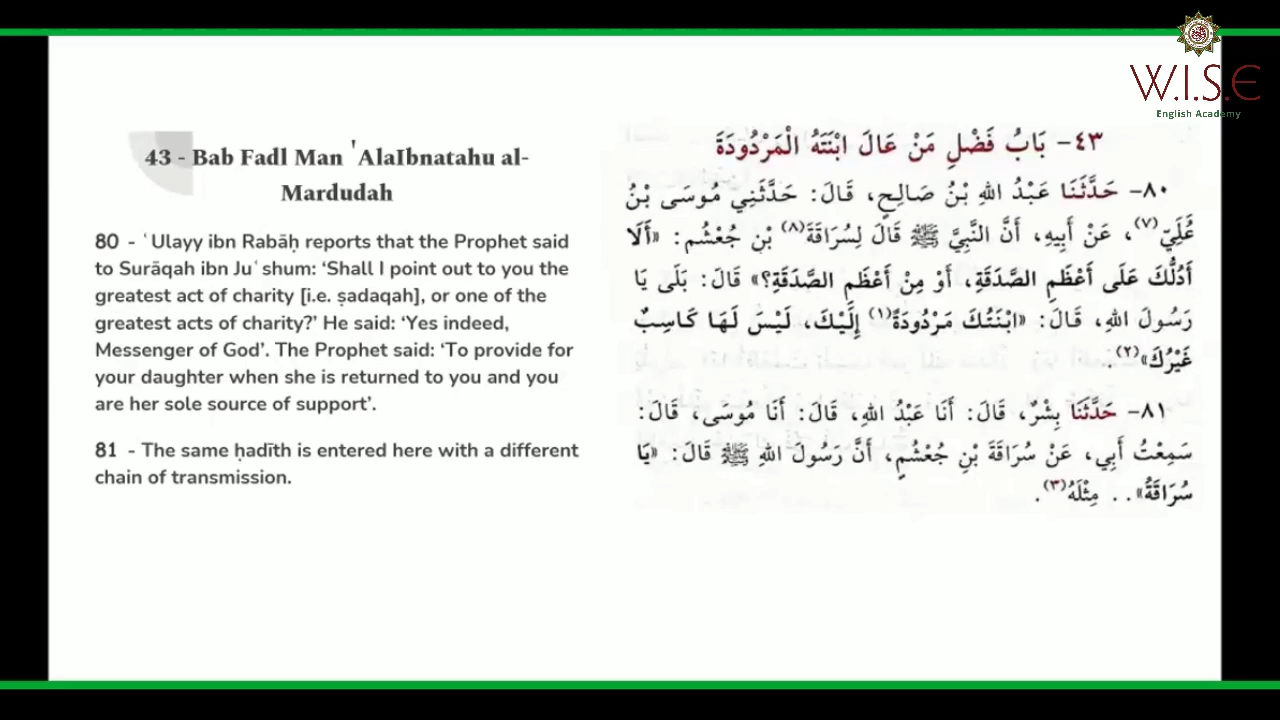 W.I.S.E
English Academy
43 - Bab Fadl Man 'AlaIbnatahu al-
Mardudah
80 - ʿUlayy ibn Rabāḥ reports that the Prophet said
to Surāqah ibn Juʿshum: ‘Shall I point out to you the
greatest act of charity [i.e. ṣadaqah], or one of the
greatest acts of charity?’ He said: ‘Yes indeed,
Messenger of God’. The Prophet said: ‘To provide for
your daughter when she is returned to you and you
are her sole source of support’.
81 - The same ḥadīth is entered here with a different
chain of transmission.
٤٣- بَابُ فَضْلِ مَنْ عَالَ ابْنَتَهُ الْمَرْدُودَةَ
٨٠- حَدَّثَنَا عَبْدُ اللهِ بْنُ صَالِحٍ، قَالَ: حَدَّثَنِي مُوسَى بْنُ
عُلَيٍّ(٧)، عَنْ أَبِيهِ، أَنَّ النَّبِيَّ ﷺ قَالَ لِسُرَاقَةَ(٨) بْنِ جُعْشُم: «أَلَا
أَدُلُّكَ عَلَى أَعْظَمِ الصَّدَقَةِ، أَوْ مِنْ أَعْظَمِ الصَّدَقَةِ؟» قَالَ: بَلَى يَا
رَسُولَ اللهِ، قَالَ: «ابْنَتُكَ مَرْدُودَةٌ(١) إِلَيْكَ، لَيْسَ لَهَا كَاسِبٌ
غَيْرُكَ»(٢).
٨١- حَدَّثَنَا بِشْرٌ، قَالَ: أَنَا عَبْدُ اللهِ، قَالَ: أَنَا مُوسَى، قَالَ:
سَمِعْتُ أَبِي، عَنْ سُرَاقَةَ بْنِ جُعْشُمٍ، أَنَّ رَسُولَ اللهِ ﷺ قَالَ: «يَا
سُرَاقَةُ» .. مِثْلَهُ(٣).